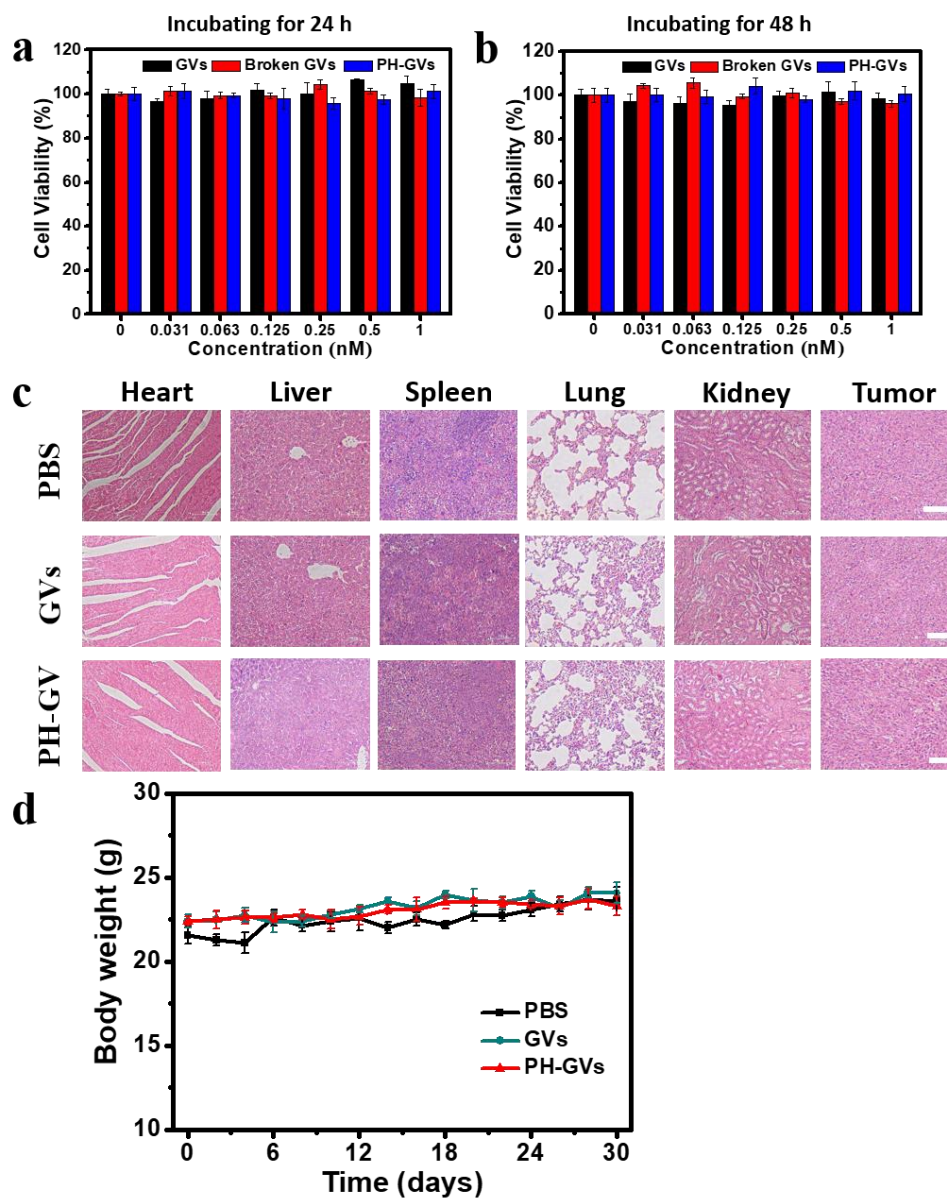 a
Incubating for 24 h
120
100
80
60
40
20
0
Cell Viability (%)
GVs
Broken GVs
PH-GVs
0 0.031 0.063 0.125 0.25 0.5 1
Concentration (nM)
b
Incubating for 48 h
120
100
80
60
40
20
0
Cell Viability (%)
GVs
Broken GVs
PH-GVs
0 0.031 0.063 0.125 0.25 0.5 1
Concentration (nM)
c
Heart Liver Spleen Lung Kidney Tumor
PBS
GVs
PH-GV
d
30
25
20
15
10
Body weight (g)
PBS
GVs
PH-GVs
0 6 12 18 24 30
Time (days)